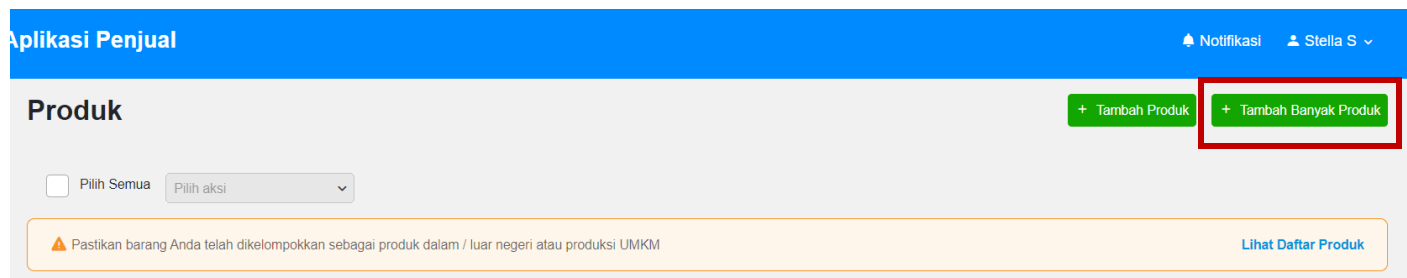 Aplikasi Penjual
Notifikasi Stella S
Produk
+ Tambah Produk
+ Tambah Banyak Produk
Pilih Semua
Pilih aksi
Pastikan barang Anda telah dikelompokkan sebagai produk dalam / luar negeri atau produksi UMKM
Lihat Daftar Produk